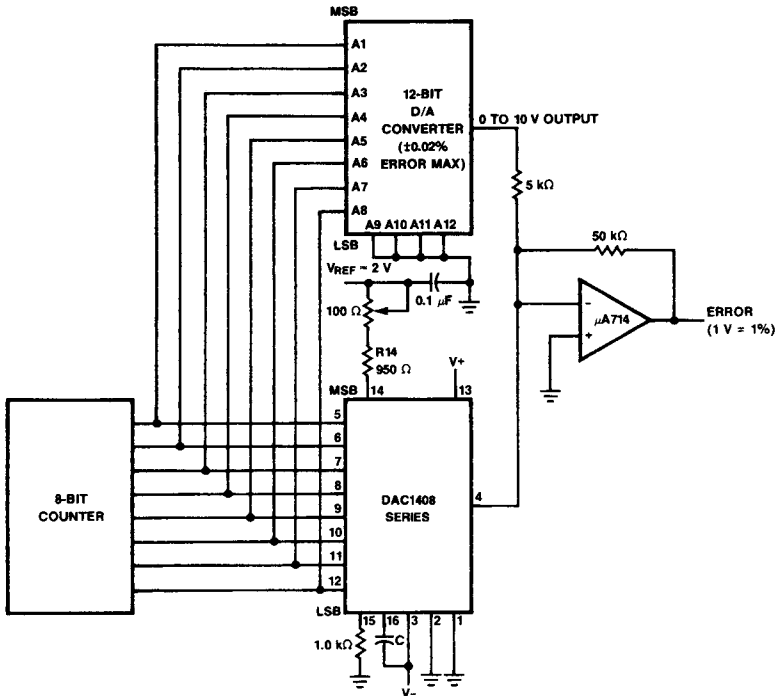 MSB
A1
A2
A3
A4
A5
A6
A7
A8
12-BIT
D/A
CONVERTER
(±0.02%
ERROR MAX)
A9 A10 A11 A12
LSB
0 TO 10 V OUTPUT
5 kΩ
50 kΩ
VREF = 2 V
0.1 µF
100 Ω
R14
950 Ω
V+
-
+
µA714
ERROR
(1 V = 1%)
MSB
14
13
8-BIT
COUNTER
5
6
7
8
9
10
11
12
DAC1408
SERIES
4
LSB
15
16
3
2
1
1.0 kΩ
C
V-